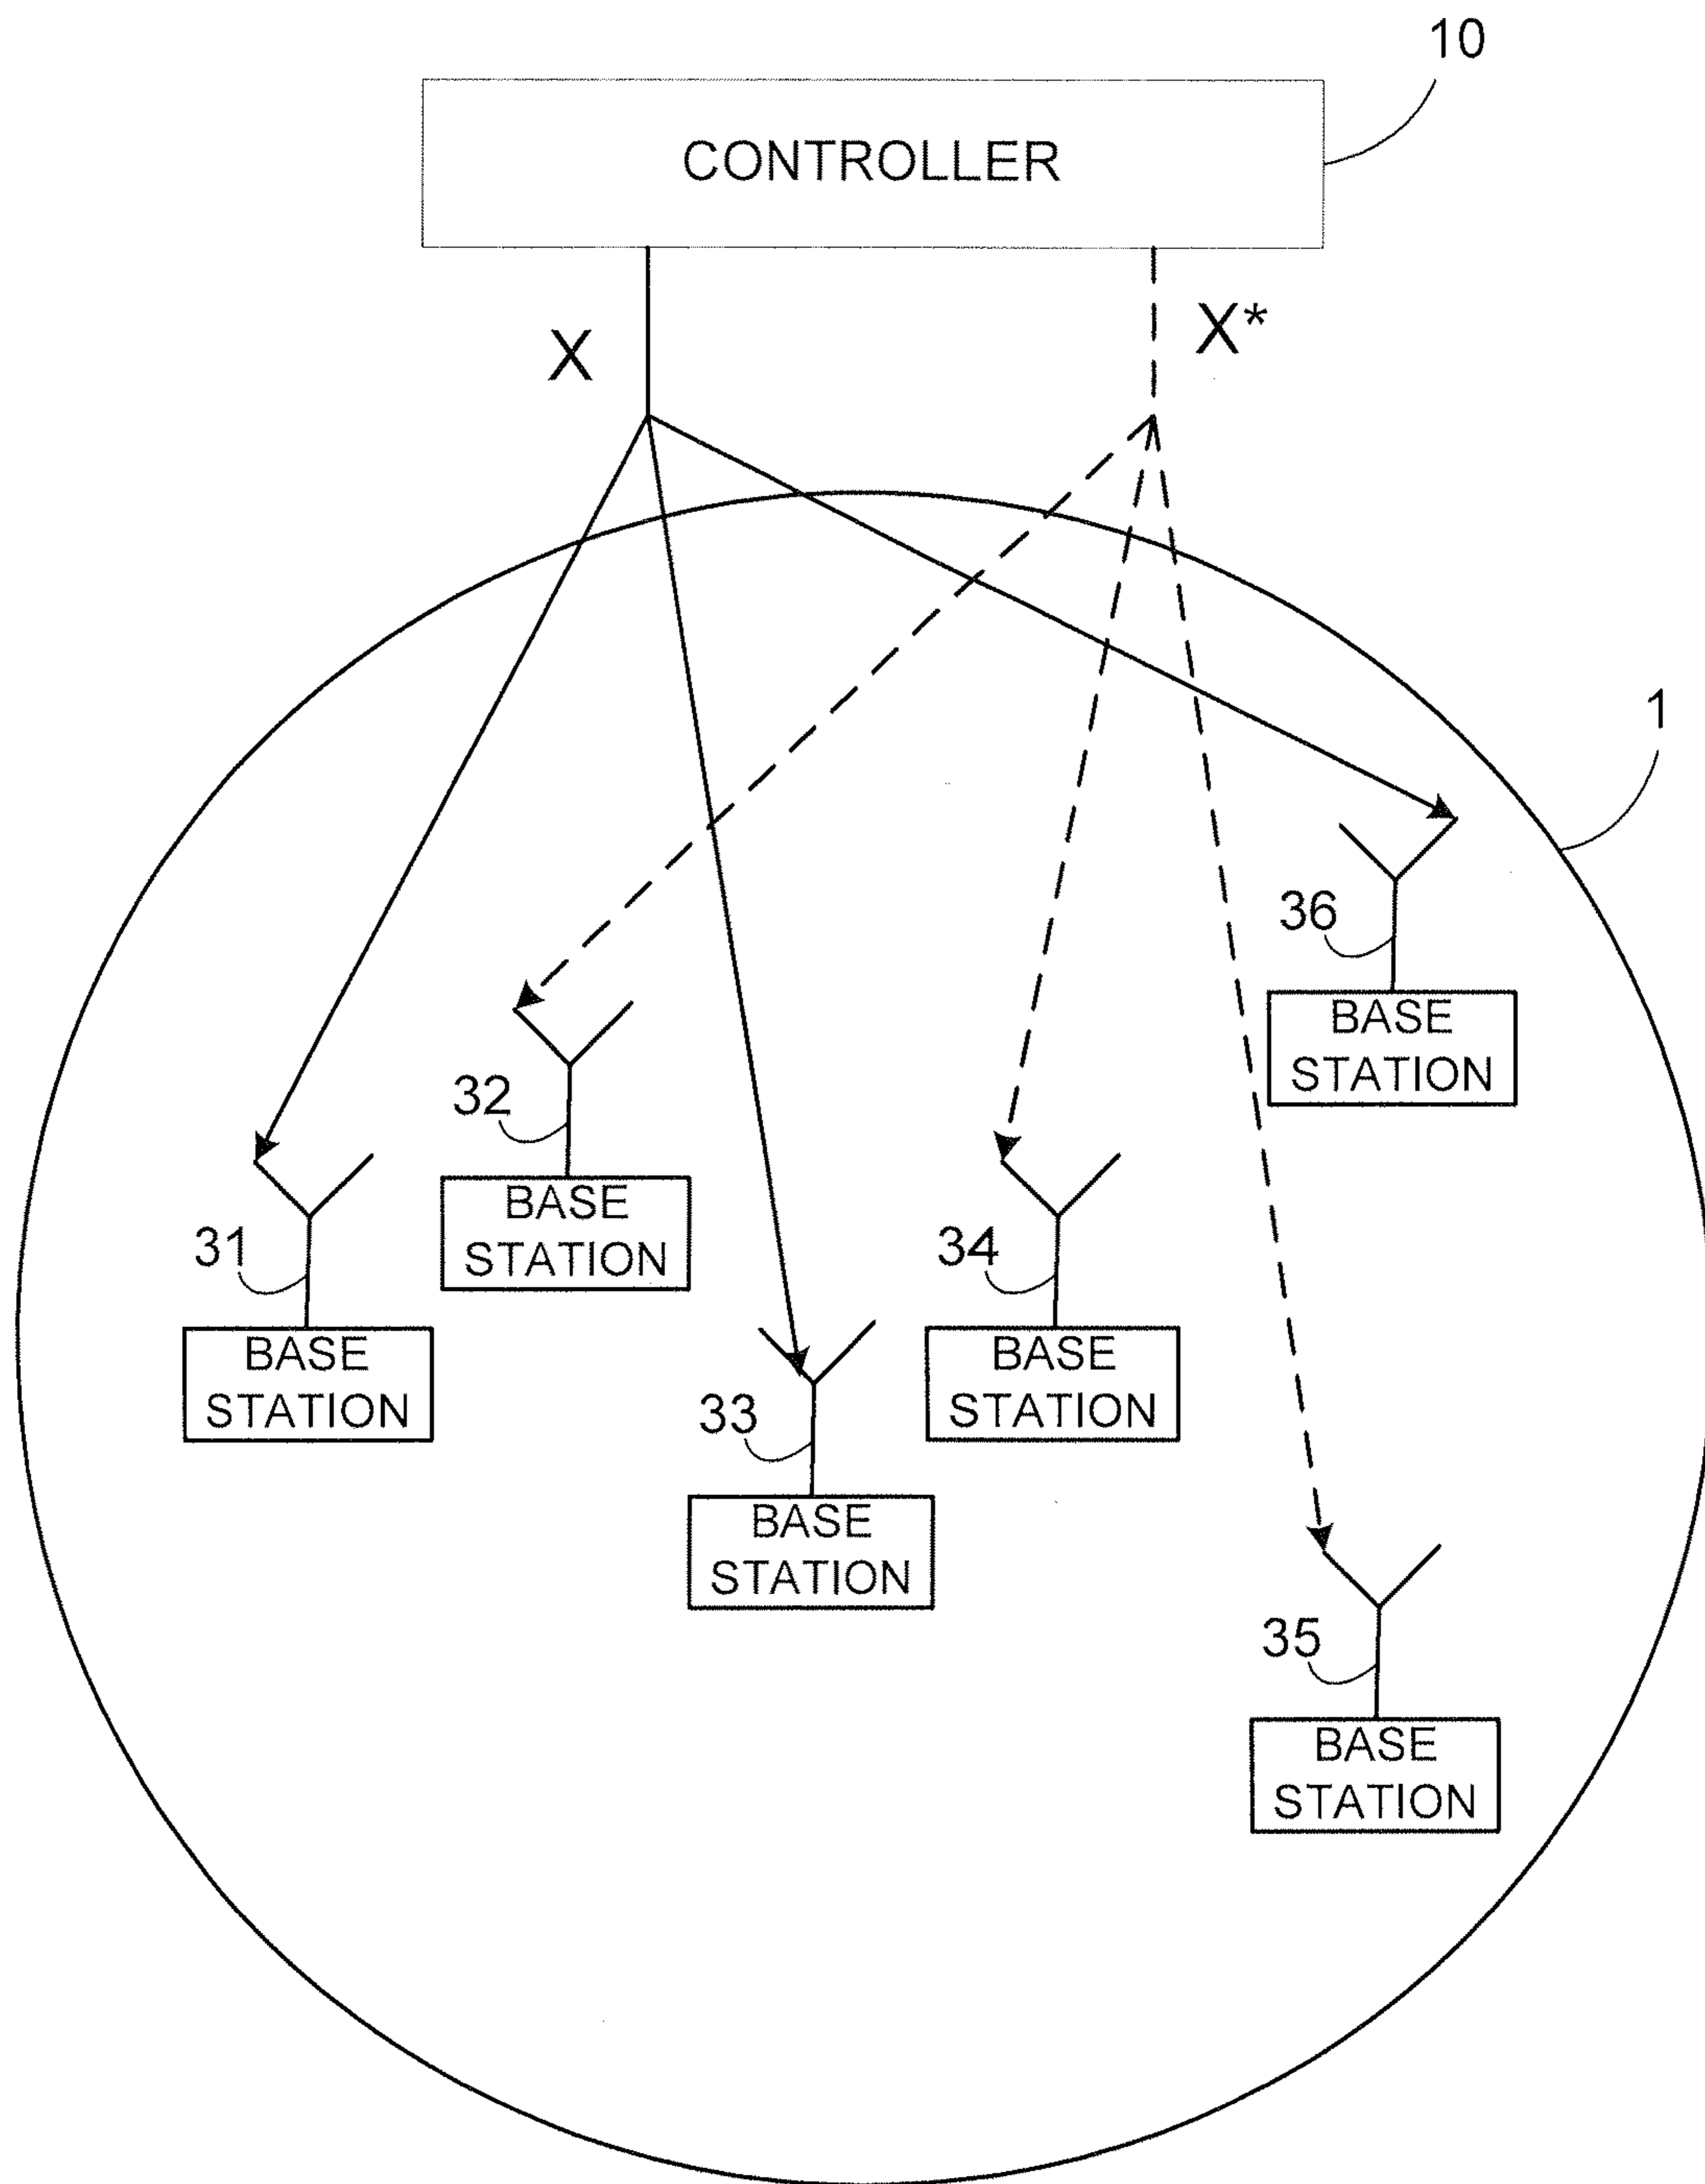 10
CONTROLLER
X
X*
1
36
BASE
STATION
32
BASE
STATION
31
BASE
STATION
34
BASE
STATION
33
BASE
STATION
35
BASE
STATION